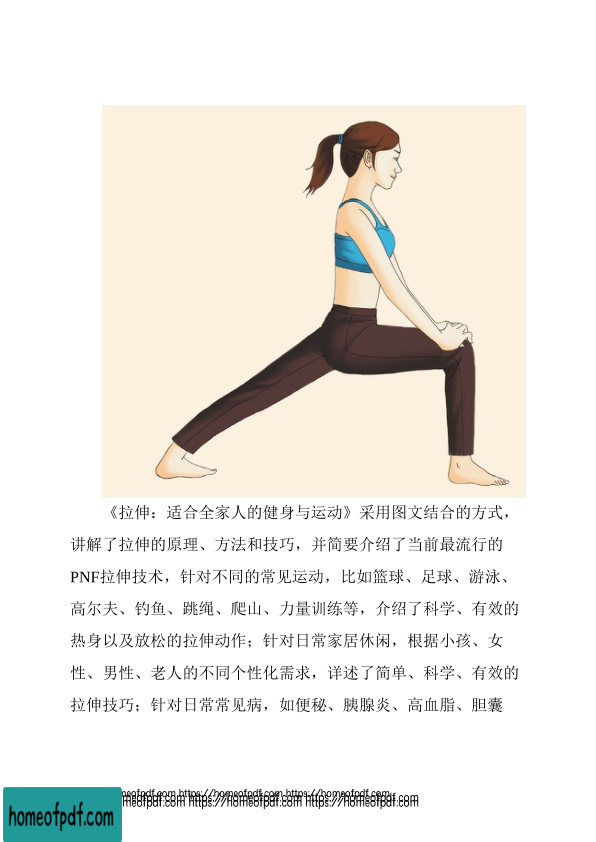 《拉伸：适合全家人的健身与运动》采用图文结合的方式，
讲解了拉伸的原理、方法和技巧，并简要介绍了当前最流行的
PNF拉伸技术，针对不同的常见运动，比如篮球、足球、游泳、
高尔夫、钓鱼、跳绳、爬山、力量训练等，介绍了科学、有效的
热身以及放松的拉伸动作；针对日常家居休闲，根据小孩、女
性、男性、老人的不同个性化需求，详述了简单、科学、有效的
拉伸技巧；针对日常常见病，如便秘、胰腺炎、高血脂、胆囊
homeofpdf.com https://homeofpdf.com https://homeofpdf.com
homeofpdf.com https://homeofpdf.com https://homeofpdf.com
homeofpdf.com